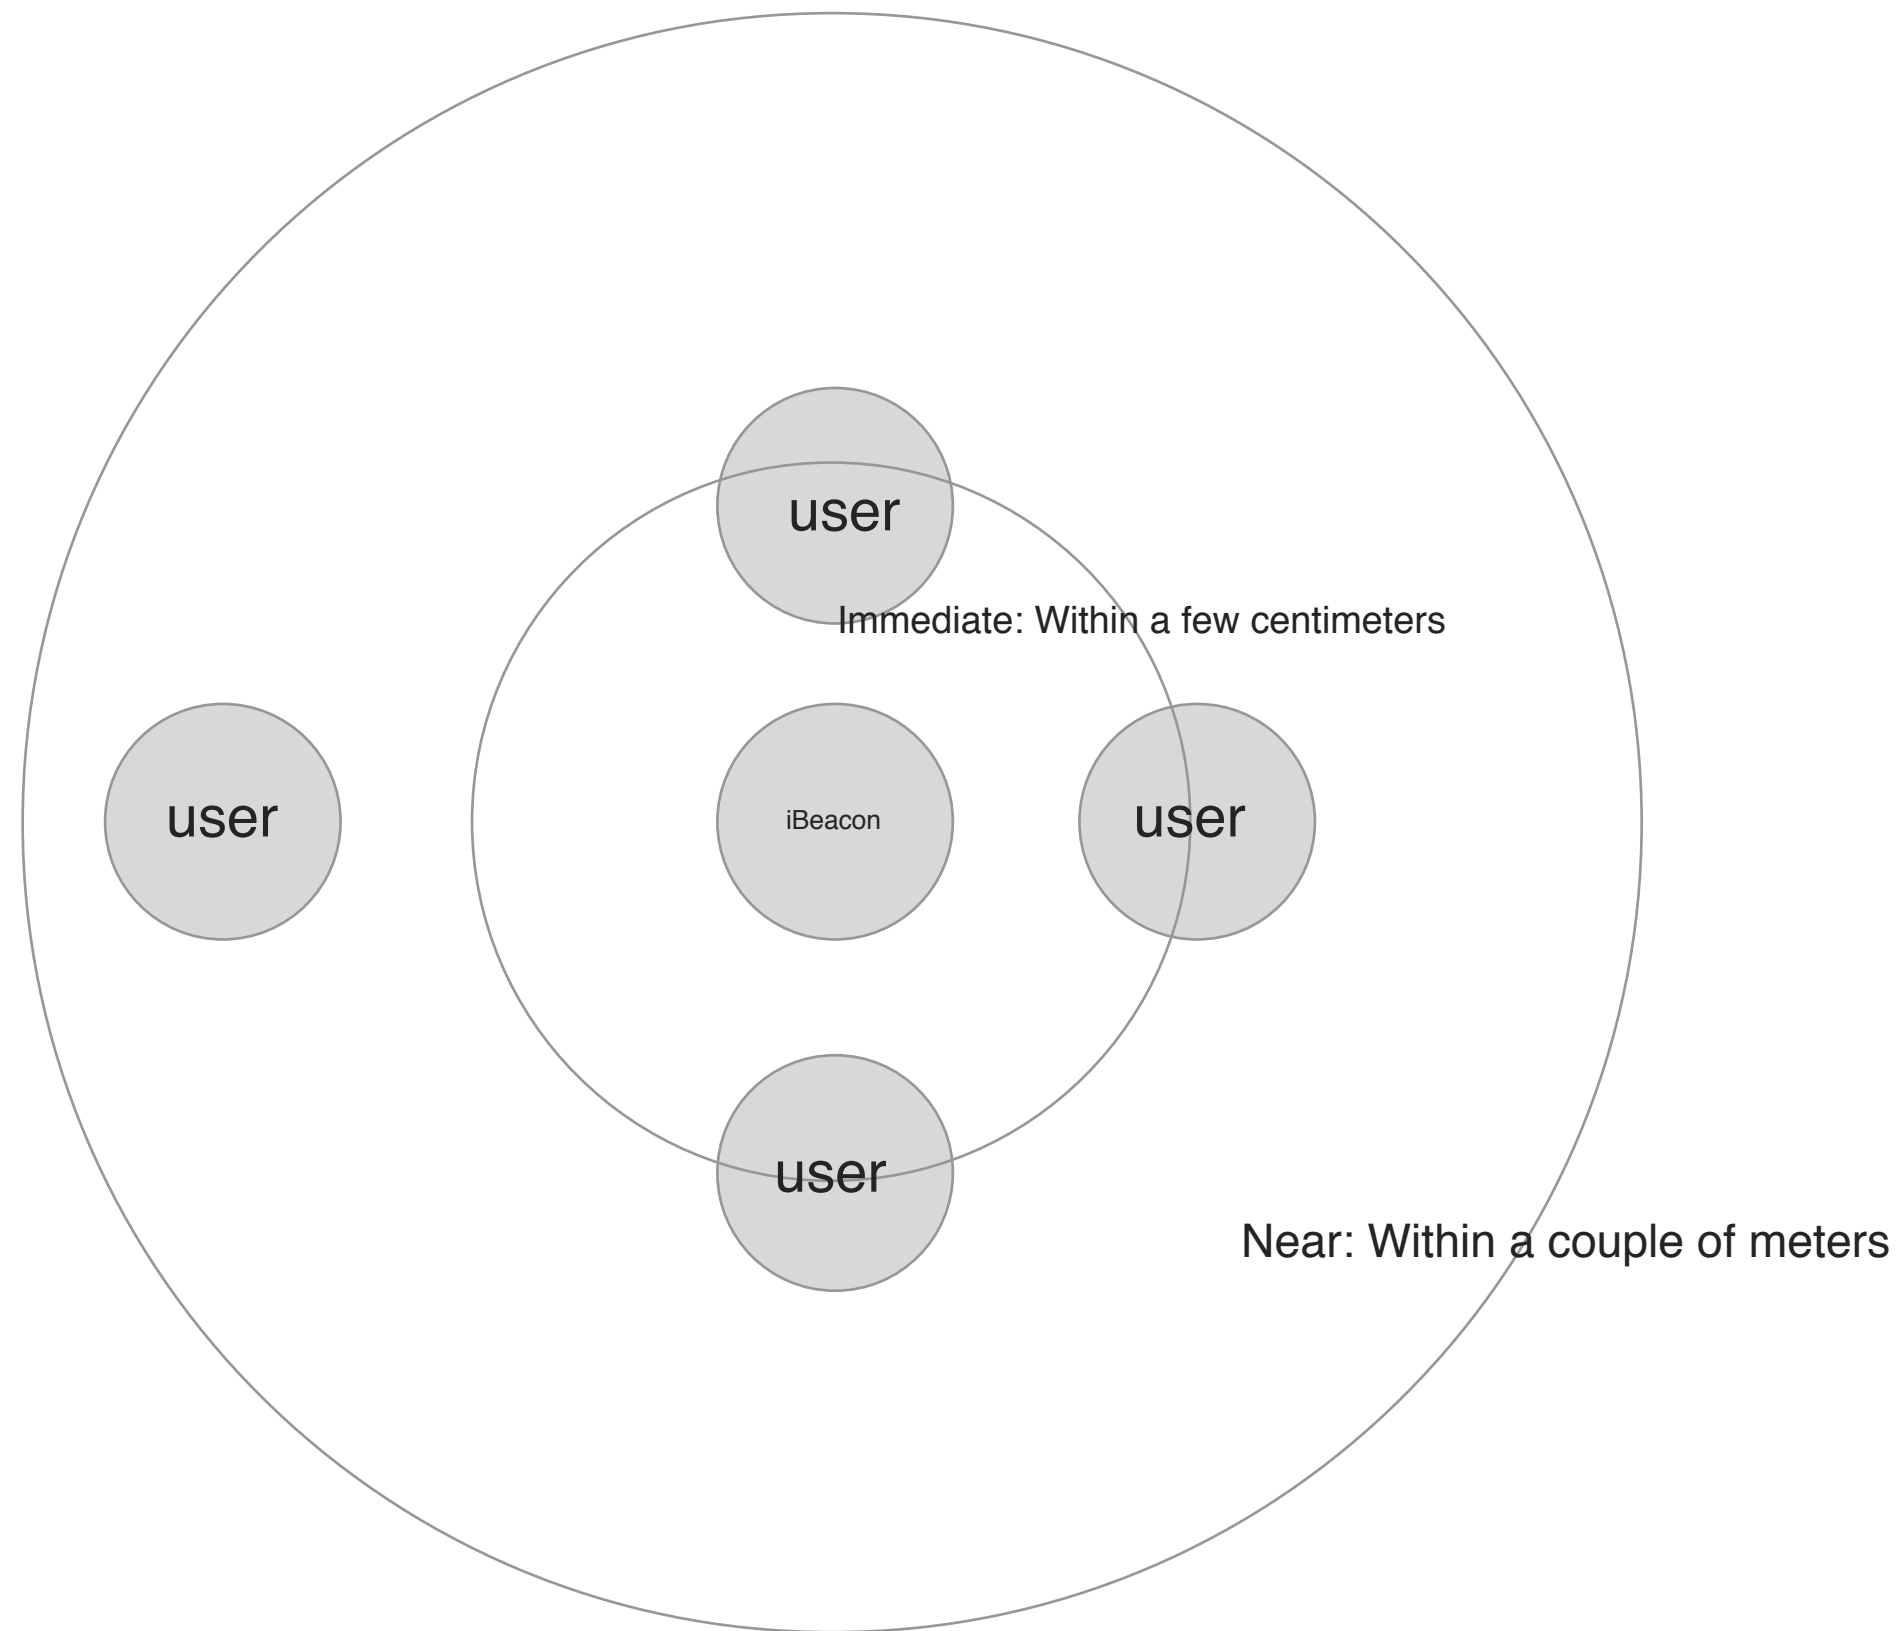 user
Immediate: Within a few centimeters
user
iBeacon
user
user
Near: Within a couple of meters